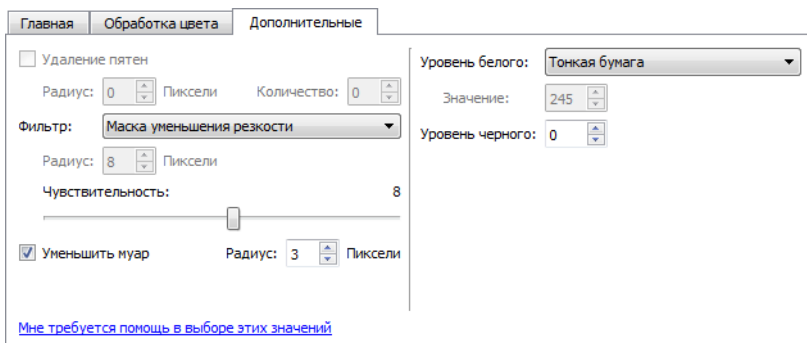 Главная Обработка цвета Дополнительные
Удаление пятен
Радиус: 0 Пиксели Количество: 0
Фильтр: Маска уменьшения резкости
Радиус: 8 Пиксели
Чувствительность: 8
Уменьшить муар Радиус: 3 Пиксели
Мне требуется помощь в выборе этих значений
Уровень белого: Тонкая бумага
Значение: 245
Уровень черного: 0